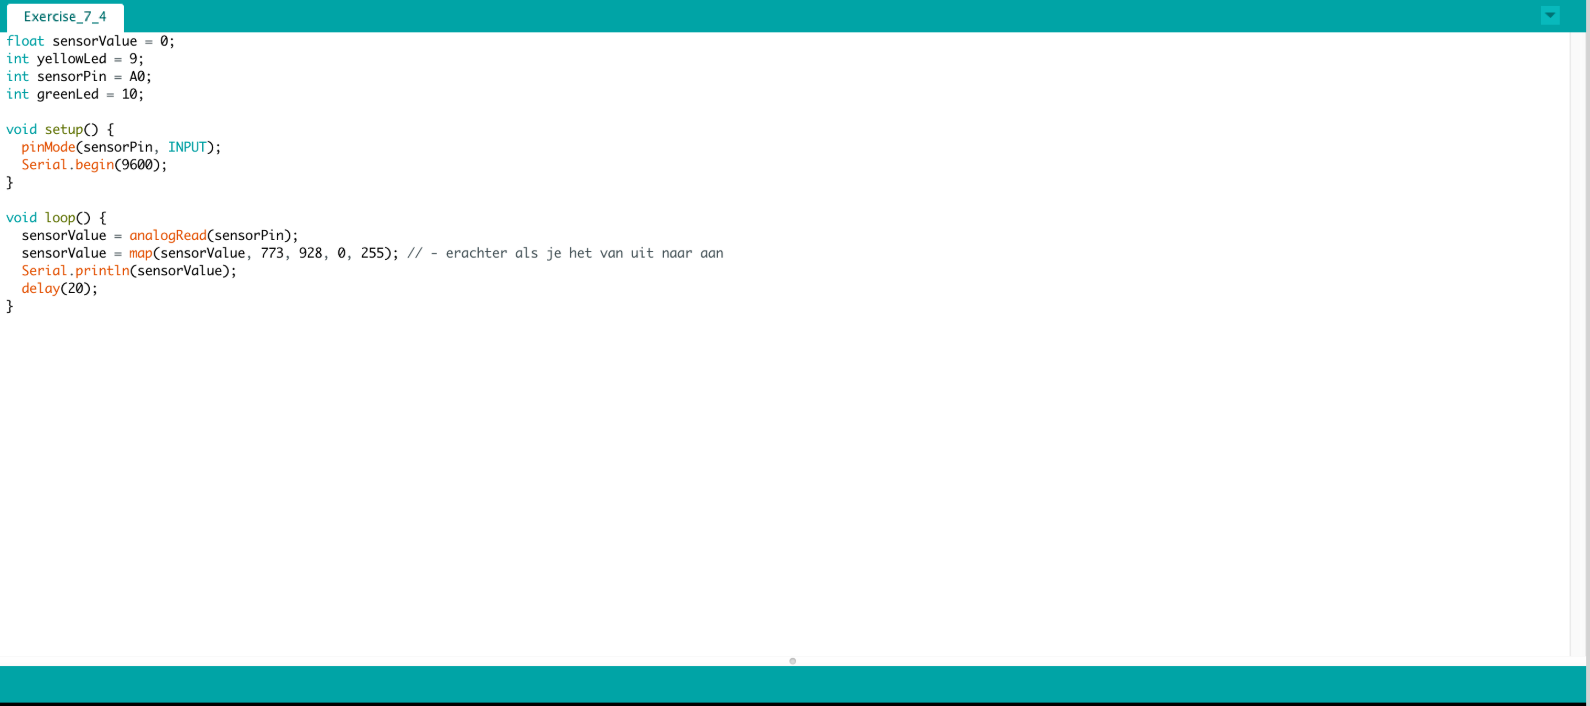 Exercise_7_4
float sensorValue = 0;
int yellowLed = 9;
int sensorPin = A0;
int greenLed = 10;
void setup() {
pinMode(sensorPin, INPUT);
Serial.begin(9600);
}
void loop() {
sensorValue = analogRead(sensorPin);
sensorValue = map(sensorValue, 773, 928, 0, 255); // - erachter als je het van uit naar aan
Serial.println(sensorValue);
delay(20);
}